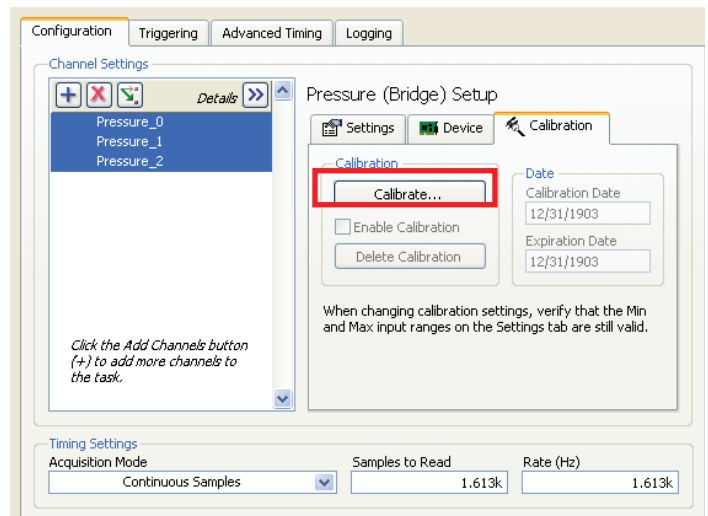 Configuration
Triggering
Advanced Timing
Logging
Channel Settings
Details
Pressure_0
Pressure_1
Pressure_2
Click the Add Channels button
(+) to add more channels to
the task.
Pressure (Bridge) Setup
Settings
Device
Calibration
Calibration
Calibrate...
Enable Calibration
Delete Calibration
Date
Calibration Date
12/31/1903
Expiration Date
12/31/1903
When changing calibration settings, verify that the Min
and Max input ranges on the Settings tab are still valid.
Timing Settings
Acquisition Mode
Continuous Samples
Samples to Read
1.613k
Rate (Hz)
1.613k